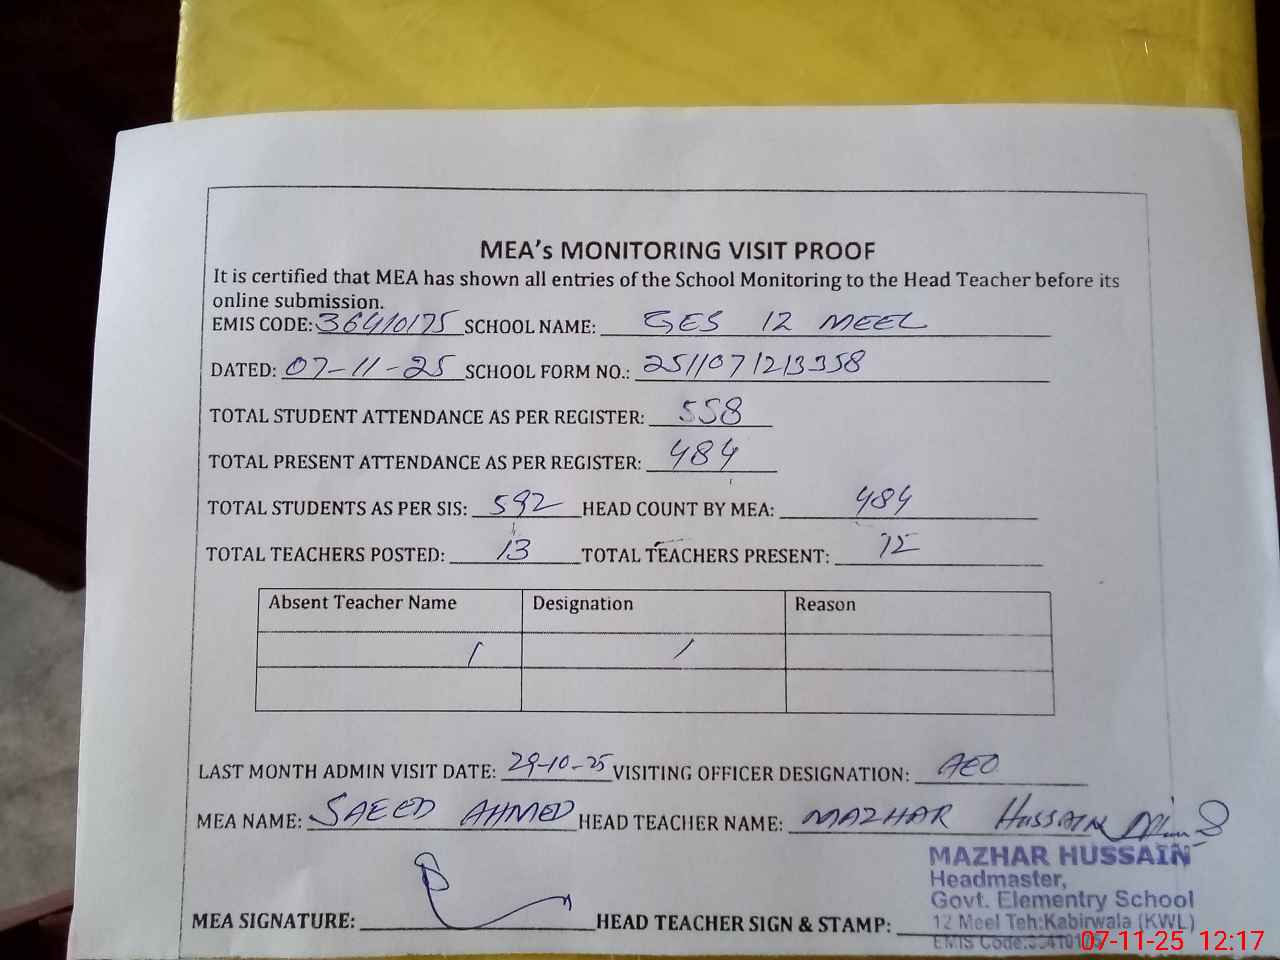 MEA's MONITORING VISIT PROOF
It is certified that MEA has shown all entries of the School Monitoring to the Head Teacher before its
online submission.
EMIS CODE: 36410175 SCHOOL NAME: GES 12 MEEL
DATED: 07-11-25 SCHOOL FORM NO.: 2511071213358
TOTAL STUDENT ATTENDANCE AS PER REGISTER: 558
TOTAL PRESENT ATTENDANCE AS PER REGISTER: 484
TOTAL STUDENTS AS PER SIS: 592 HEAD COUNT BY MEA: 484
TOTAL TEACHERS POSTED: 13 TOTAL TEACHERS PRESENT: 12
Absent Teacher Name Designation Reason
/ /
LAST MONTH ADMIN VISIT DATE: 29-10-25 VISITING OFFICER DESIGNATION: AEO
MEA NAME: SAEED AHMED HEAD TEACHER NAME: MAZHAR HUSSAIN
MAZHAR HUSSAIN
Headmaster,
Govt. Elementry School
12 Meel Teh:Kabirwala (KWL)
EMIS Code:
MEA SIGNATURE: HEAD TEACHER SIGN & STAMP:
07-11-25 12:17